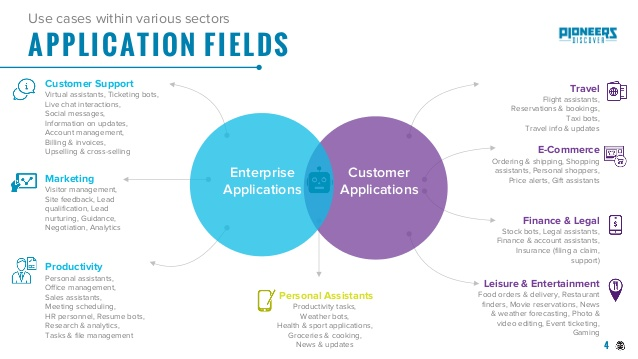 Use cases within various sectors
APPLICATION FIELDS
PIONEERS
DISCOVER
Customer Support
Virtual assistants, Ticketing bots,
Live chat interactions,
Social messages,
Information on updates,
Account management,
Billing & invoices,
Upselling & cross-selling
Marketing
Visitor management,
Site feedback, Lead
qualification, Lead
nurturing, Guidance,
Negotiation, Analytics
Productivity
Personal assistants,
Office management,
Sales assistants,
Meeting scheduling,
HR personnel, Resume bots,
Research & analytics,
Tasks & file management
Enterprise
Applications
Customer
Applications
Personal Assistants
Productivity tasks,
Weather bots,
Health & sport applications,
Groceries & cooking,
News & updates
Travel
Flight assistants,
Reservations & bookings,
Taxi bots,
Travel info & updates
E-Commerce
Ordering & shipping, Shopping
assistants, Personal shoppers,
Price alerts, Gift assistants
Finance & Legal
Stock bots, Legal assistants,
Finance & account assistants,
Insurance (filing a claim,
support)
Leisure & Entertainment
Food orders & delivery, Restaurant
finders, Movie reservations, News
& weather forecasting, Photo &
video editing, Event ticketing,
Gaming
4